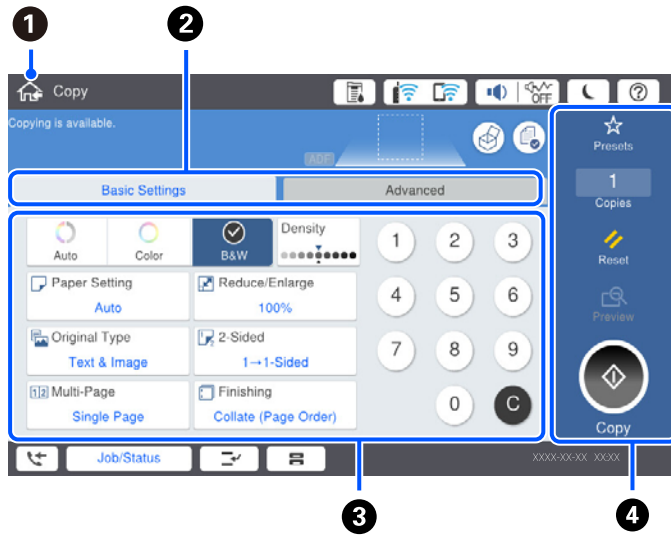 1
2
Copy
OFF
Copying is available.
ADF
Presets
Basic Settings
Advanced
1
Copies
Auto
Color
B&W
Density
1
2
3
Reset
Paper Setting
Auto
Reduce/Enlarge
100%
4
5
6
Preview
Original Type
Text & Image
2-Sided
1→1-Sided
7
8
9
1 2 Multi-Page
Single Page
Finishing
Collate (Page Order)
0
C
Copy
Job/Status
XXXX-XX-XX XX:XX
3
4